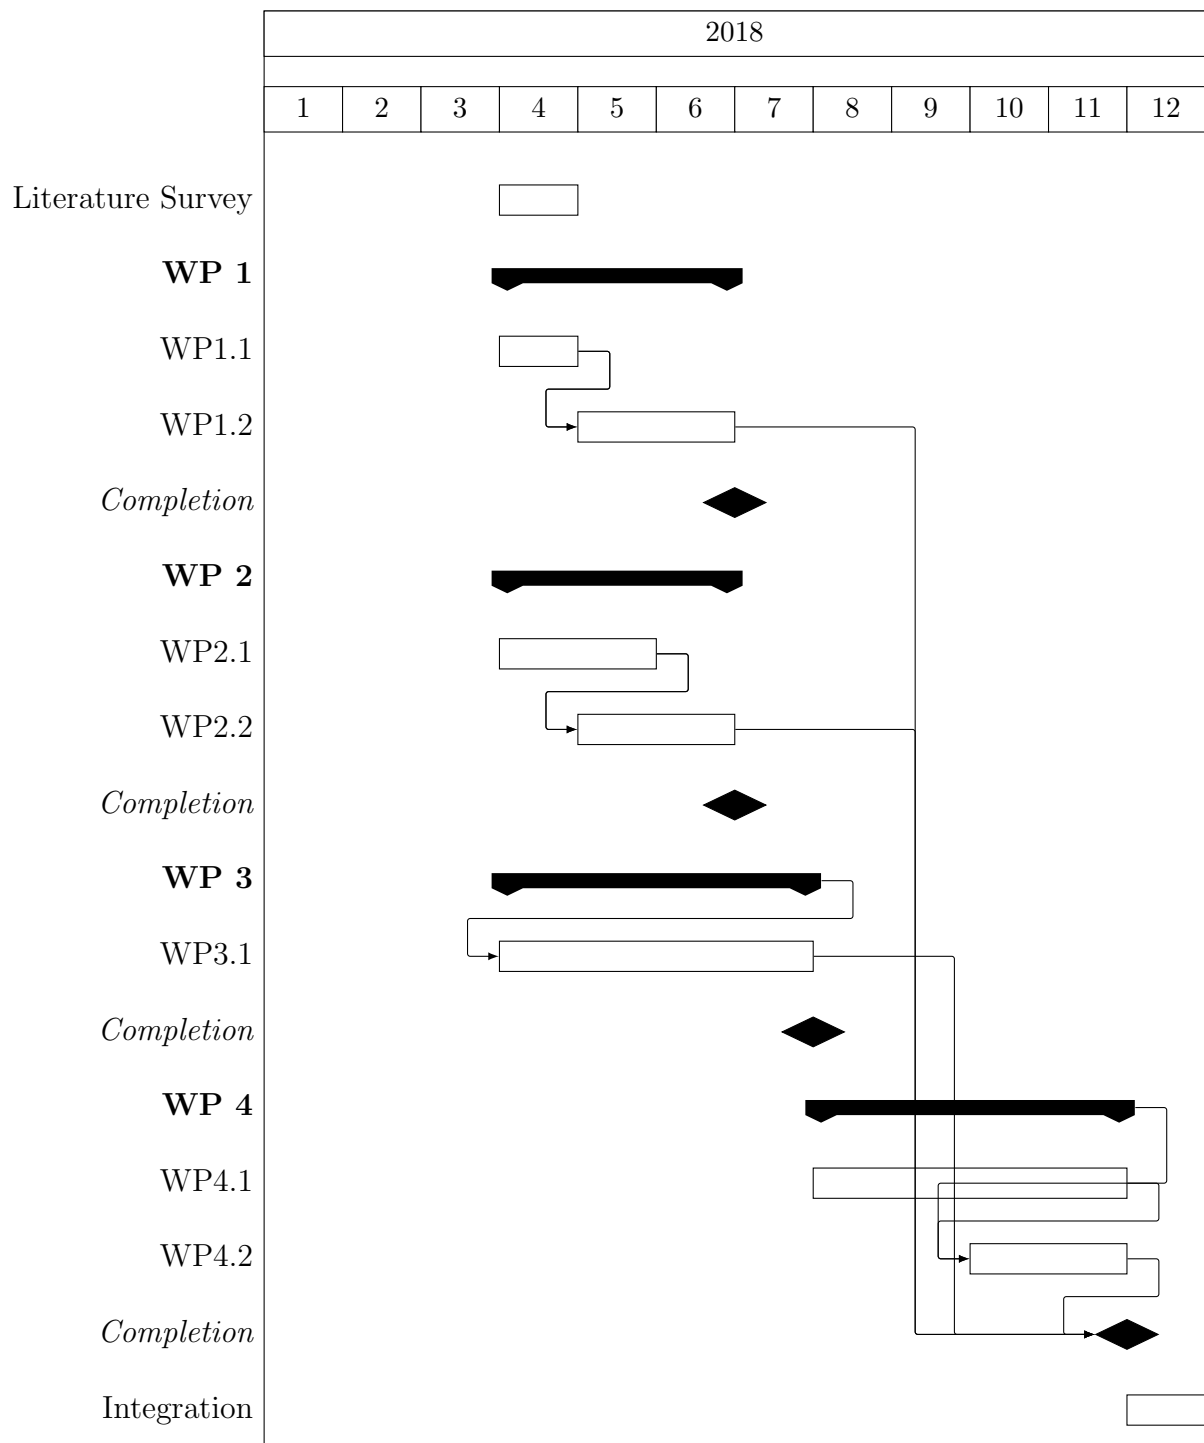 2018
1 2 3 4 5 6 7 8 9 10 11 12
Literature Survey
WP 1
WP1.1
WP1.2
Completion
WP 2
WP2.1
WP2.2
Completion
WP 3
WP3.1
Completion
WP 4
WP4.1
WP4.2
Completion
Integration